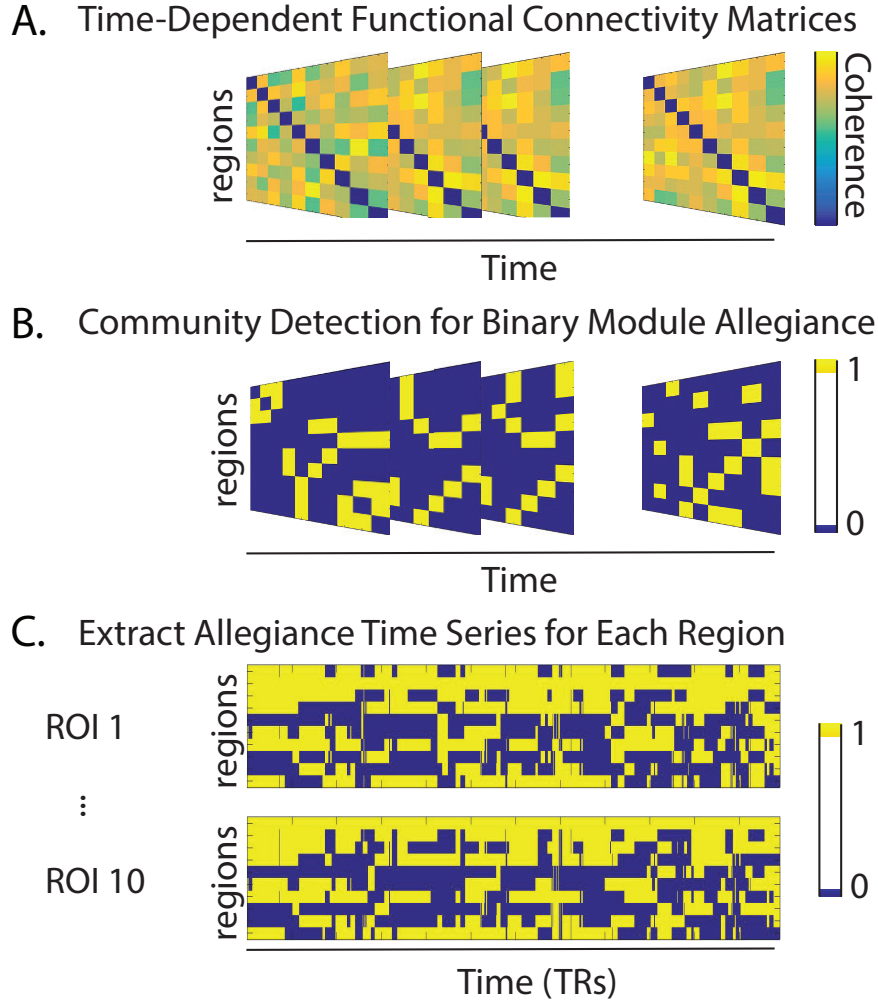 A. Time-Dependent Functional Connectivity Matrices
regions
Coherence
Time
B. Community Detection for Binary Module Allegiance
regions
1
0
Time
C. Extract Allegiance Time Series for Each Region
ROI 1
regions
...
ROI 10
regions
1
0
Time (TRs)